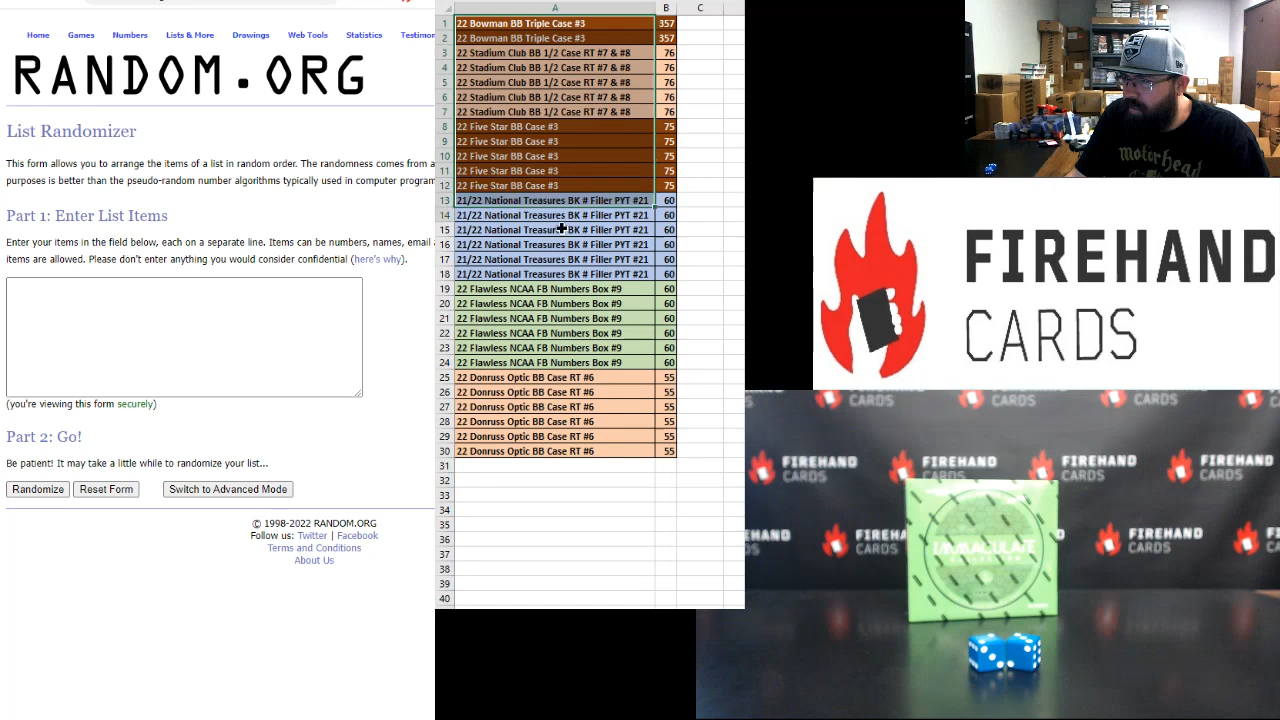 Home Games Numbers Lists & More Drawings Web Tools Statistics Testimor
RANDOM.ORG
List Randomizer
This form allows you to arrange the items of a list in random order. The randomness comes from a
purposes is better than the pseudo-random number algorithms typically used in computer program
Part 1: Enter List Items
Enter your items in the field below, each on a separate line. Items can be numbers, names, email
items are allowed. Please don't enter anything you would consider confidential (here's why).
(you're viewing this form securely)
Part 2: Go!
Be patient! It may take a little while to randomize your list...
Randomize Reset Form Switch to Advanced Mode
© 1998-2022 RANDOM.ORG
Follow us: Twitter | Facebook
Terms and Conditions
About Us
A B C
1 22 Bowman BB Triple Case #3 357
2 22 Bowman BB Triple Case #3 357
3 22 Stadium Club BB 1/2 Case RT #7 & #8 76
4 22 Stadium Club BB 1/2 Case RT #7 & #8 76
5 22 Stadium Club BB 1/2 Case RT #7 & #8 76
6 22 Stadium Club BB 1/2 Case RT #7 & #8 76
7 22 Stadium Club BB 1/2 Case RT #7 & #8 76
8 22 Five Star BB Case #3 75
9 22 Five Star BB Case #3 75
10 22 Five Star BB Case #3 75
11 22 Five Star BB Case #3 75
12 22 Five Star BB Case #3 75
13 21/22 National Treasures BK # Filler PYT #21 60
14 21/22 National Treasures BK # Filler PYT #21 60
15 21/22 National Treasures BK # Filler PYT #21 60
16 21/22 National Treasures BK # Filler PYT #21 60
17 21/22 National Treasures BK # Filler PYT #21 60
18 21/22 National Treasures BK # Filler PYT #21 60
19 22 Flawless NCAA FB Numbers Box #9 60
20 22 Flawless NCAA FB Numbers Box #9 60
21 22 Flawless NCAA FB Numbers Box #9 60
22 22 Flawless NCAA FB Numbers Box #9 60
23 22 Flawless NCAA FB Numbers Box #9 60
24 22 Flawless NCAA FB Numbers Box #9 60
25 22 Donruss Optic BB Case RT #6 55
26 22 Donruss Optic BB Case RT #6 55
27 22 Donruss Optic BB Case RT #6 55
28 22 Donruss Optic BB Case RT #6 55
29 22 Donruss Optic BB Case RT #6 55
30 22 Donruss Optic BB Case RT #6 55
31
32
33
34
35
36
37
38
39
40
Motörhead
FIREHAND
CARDS
CARDS CARDS CARDS
FIREHAND CARDS FIREHAND CARDS FIREHAND CARDS FIREHAND CARDS
HAND CARDS FIREHAND CARDS FIREHAND CARDS
IMMACULATE